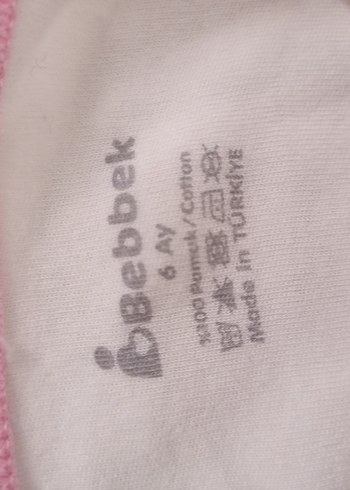 Bebbek
6 Ay
%100 Pamuk/Cotton
Made in TÜRKİYE